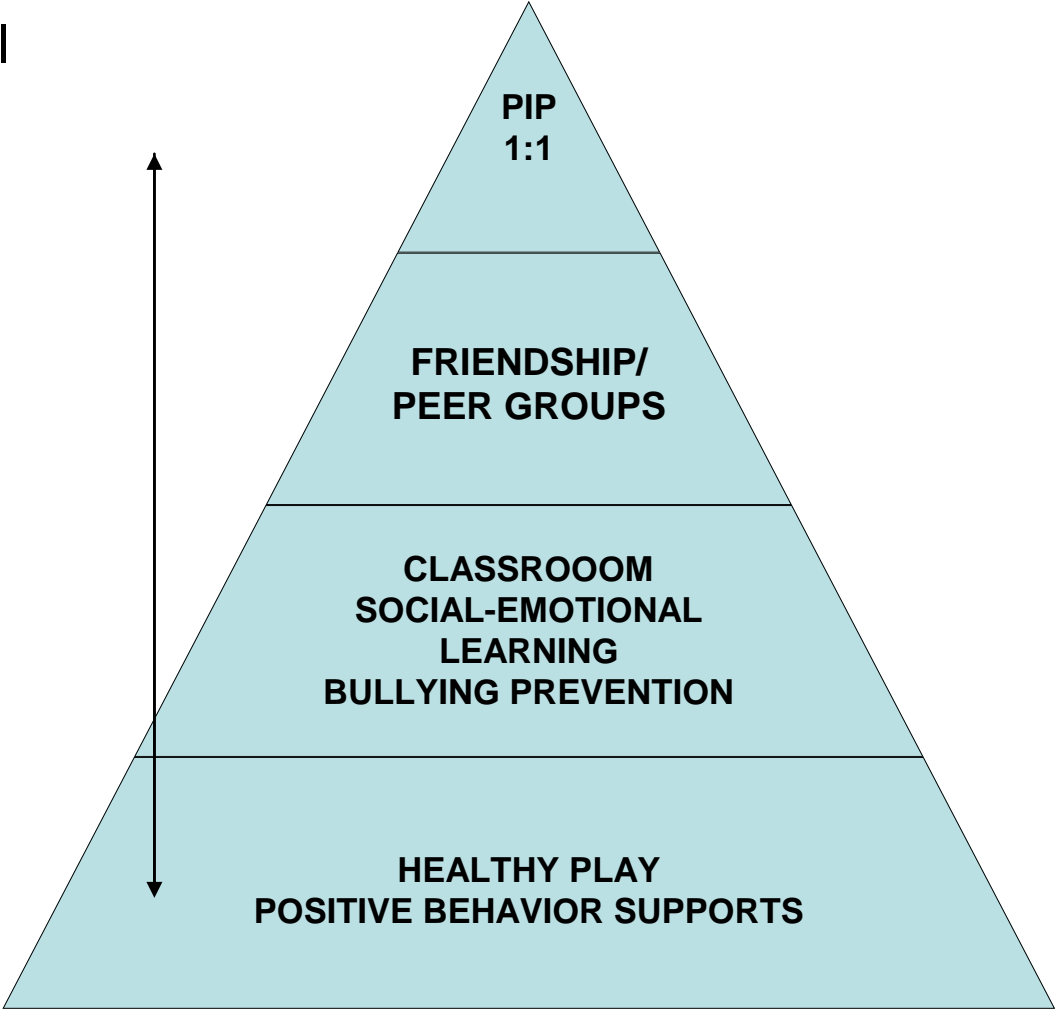 PIP
1:1
FRIENDSHIP/
PEER GROUPS
CLASSROOOM
SOCIAL-EMOTIONAL
LEARNING
BULLYING PREVENTION
HEALTHY PLAY
POSITIVE BEHAVIOR SUPPORTS